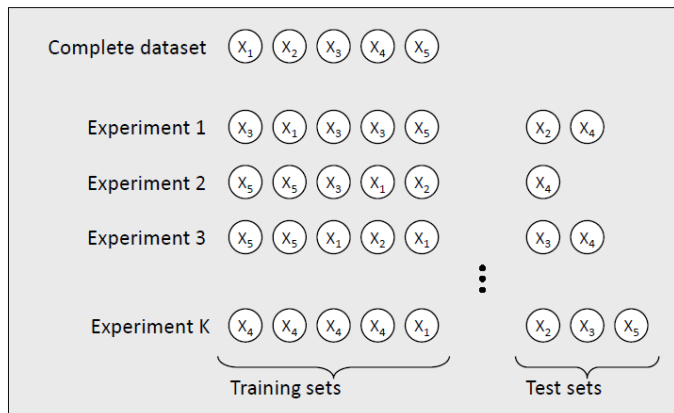 Complete dataset X₁ X₂ X₃ X₄ X₅
Experiment 1 X₃ X₁ X₃ X₃ X₅ X₂ X₄
Experiment 2 X₅ X₅ X₃ X₁ X₂ X₄
Experiment 3 X₅ X₅ X₁ X₂ X₁ X₃ X₄
Experiment K X₄ X₄ X₄ X₄ X₁ X₂ X₃ X₅
Training sets Test sets